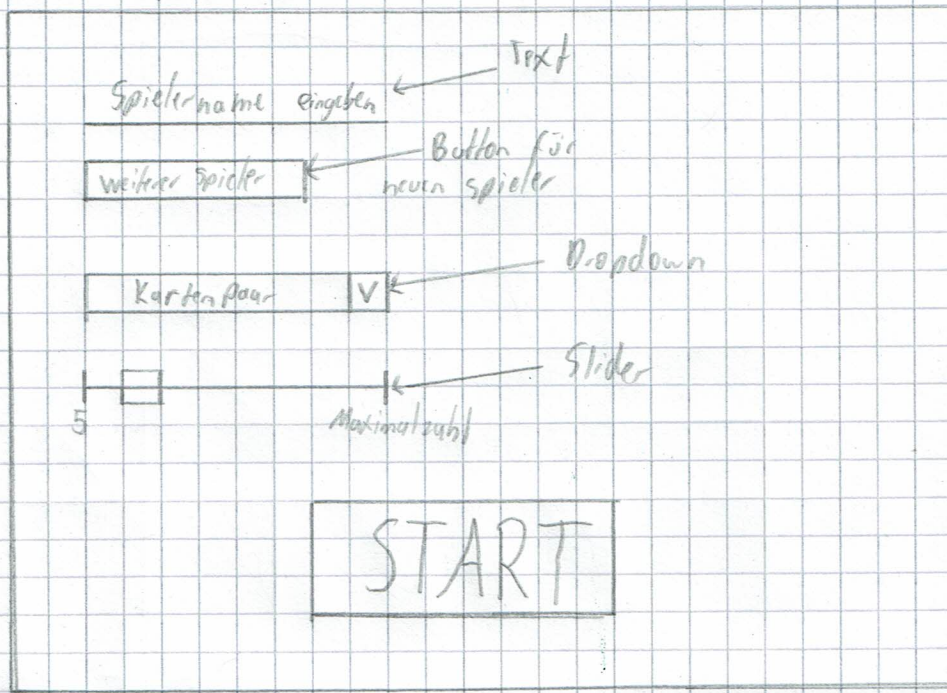 Text
Spielername eingeben
Button für
neuen spieler
weiterer Spieler
Dropdown
Kartenpaar
V
Slider
5
Maximalzahl
START